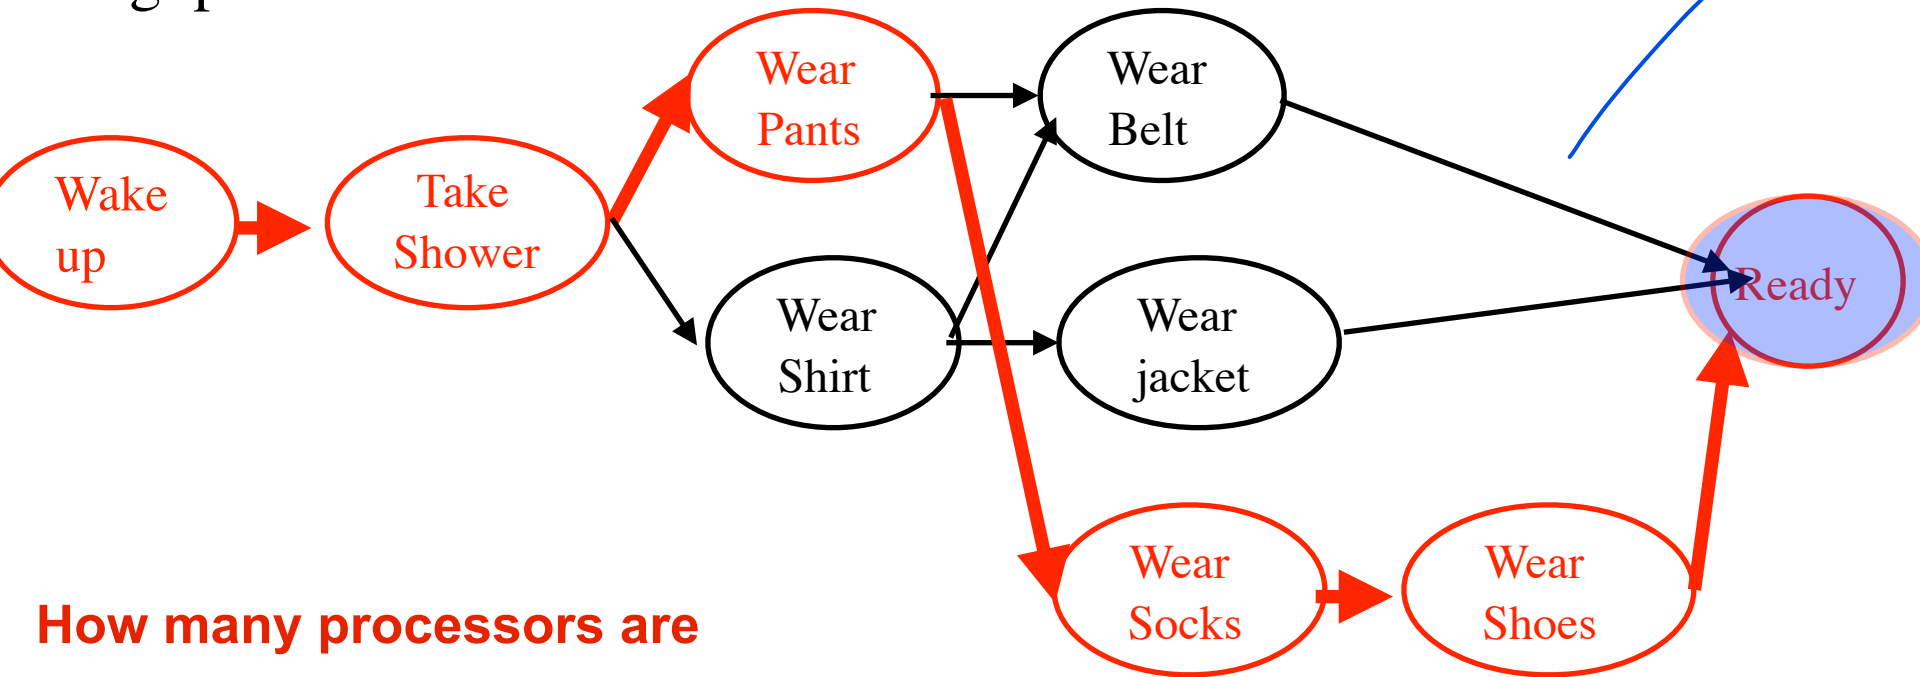 Wear
Pants
Wear
Belt
Wake
up
Take
Shower
Wear
Shirt
Wear
jacket
Ready
Wear
Socks
Wear
Shoes
How many processors are